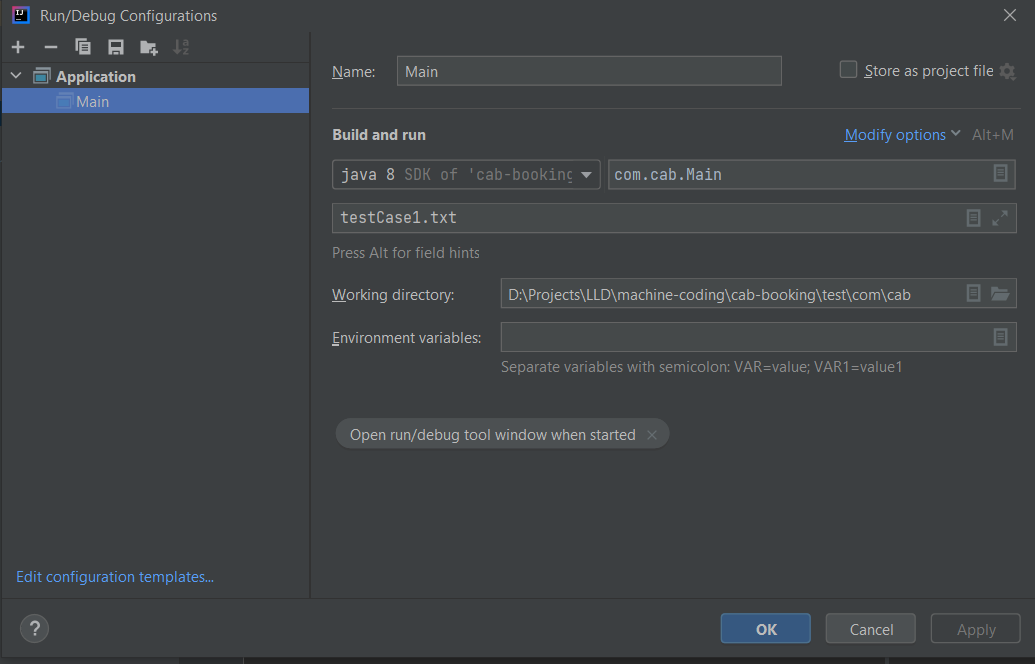 Run/Debug Configurations
Application
Main
Name: Main
Store as project file
Build and run
Modify options Alt+M
java 8 SDK of 'cab-booking
com.cab.Main
testCase1.txt
Press Alt for field hints
Working directory: D:\Projects\LLD\machine-coding\cab-booking\test\com\cab
Environment variables:
Separate variables with semicolon: VAR=value; VAR1=value1
Open run/debug tool window when started
Edit configuration templates...
?
OK
Cancel
Apply